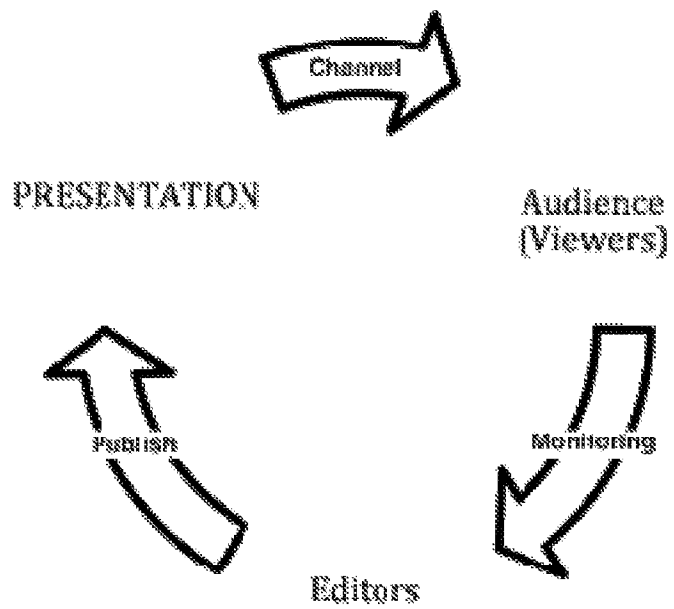 Channel
PRESENTATION
Audience
(Viewers)
Publish
Monitoring
Editors